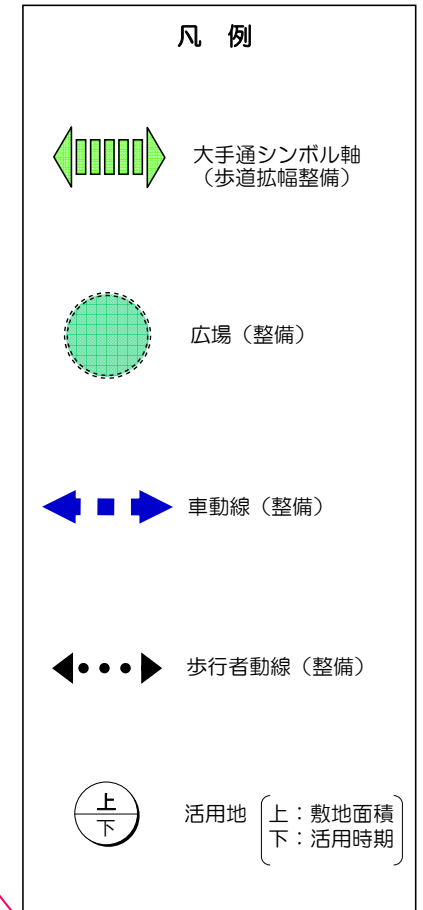 凡 例
大手通シンボル軸
（歩道拡幅整備）
広場（整備）
車動線（整備）
歩行者動線（整備）
上
下
活用地
上：敷地面積
下：活用時期